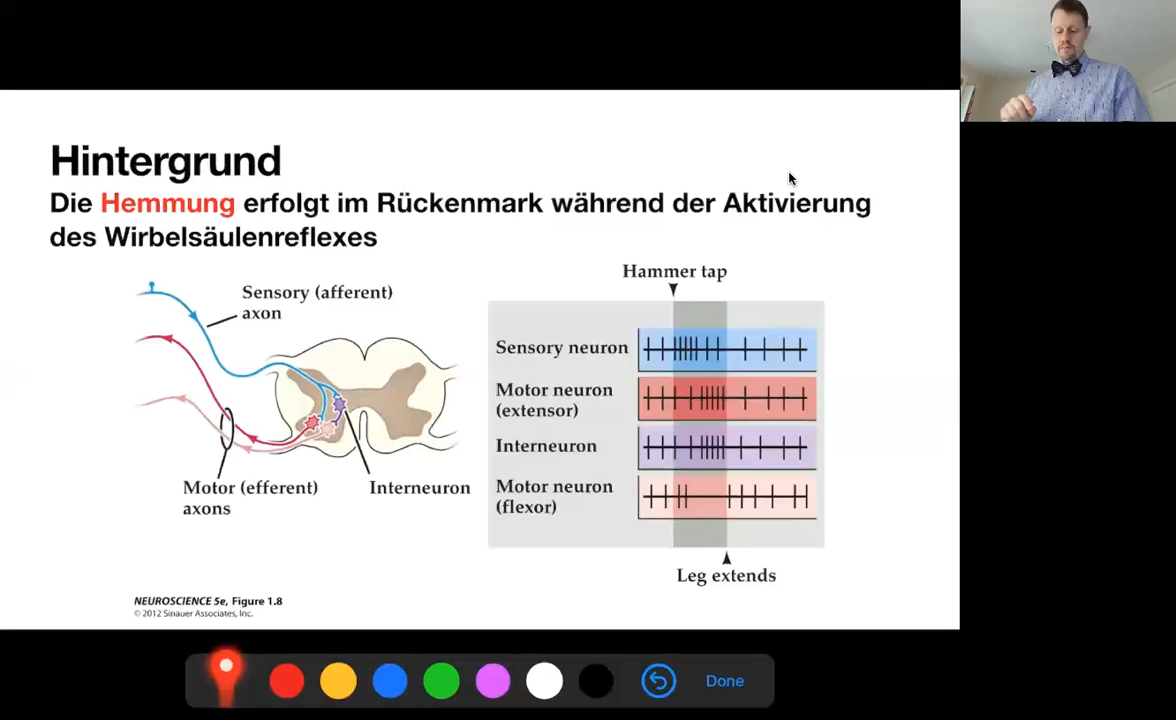 Hintergrund
Die Hemmung erfolgt im Rückenmark während der Aktivierung
des Wirbelsäulenreflexes
Hammer tap
Sensory (afferent)
axon
Sensory neuron
Motor neuron
(extensor)
Interneuron
Motor neuron
(flexor)
Motor (efferent)
axons
Interneuron
Leg extends
NEUROSCIENCE 5e, Figure 1.8
© 2012 Sinauer Associates, Inc.
Done